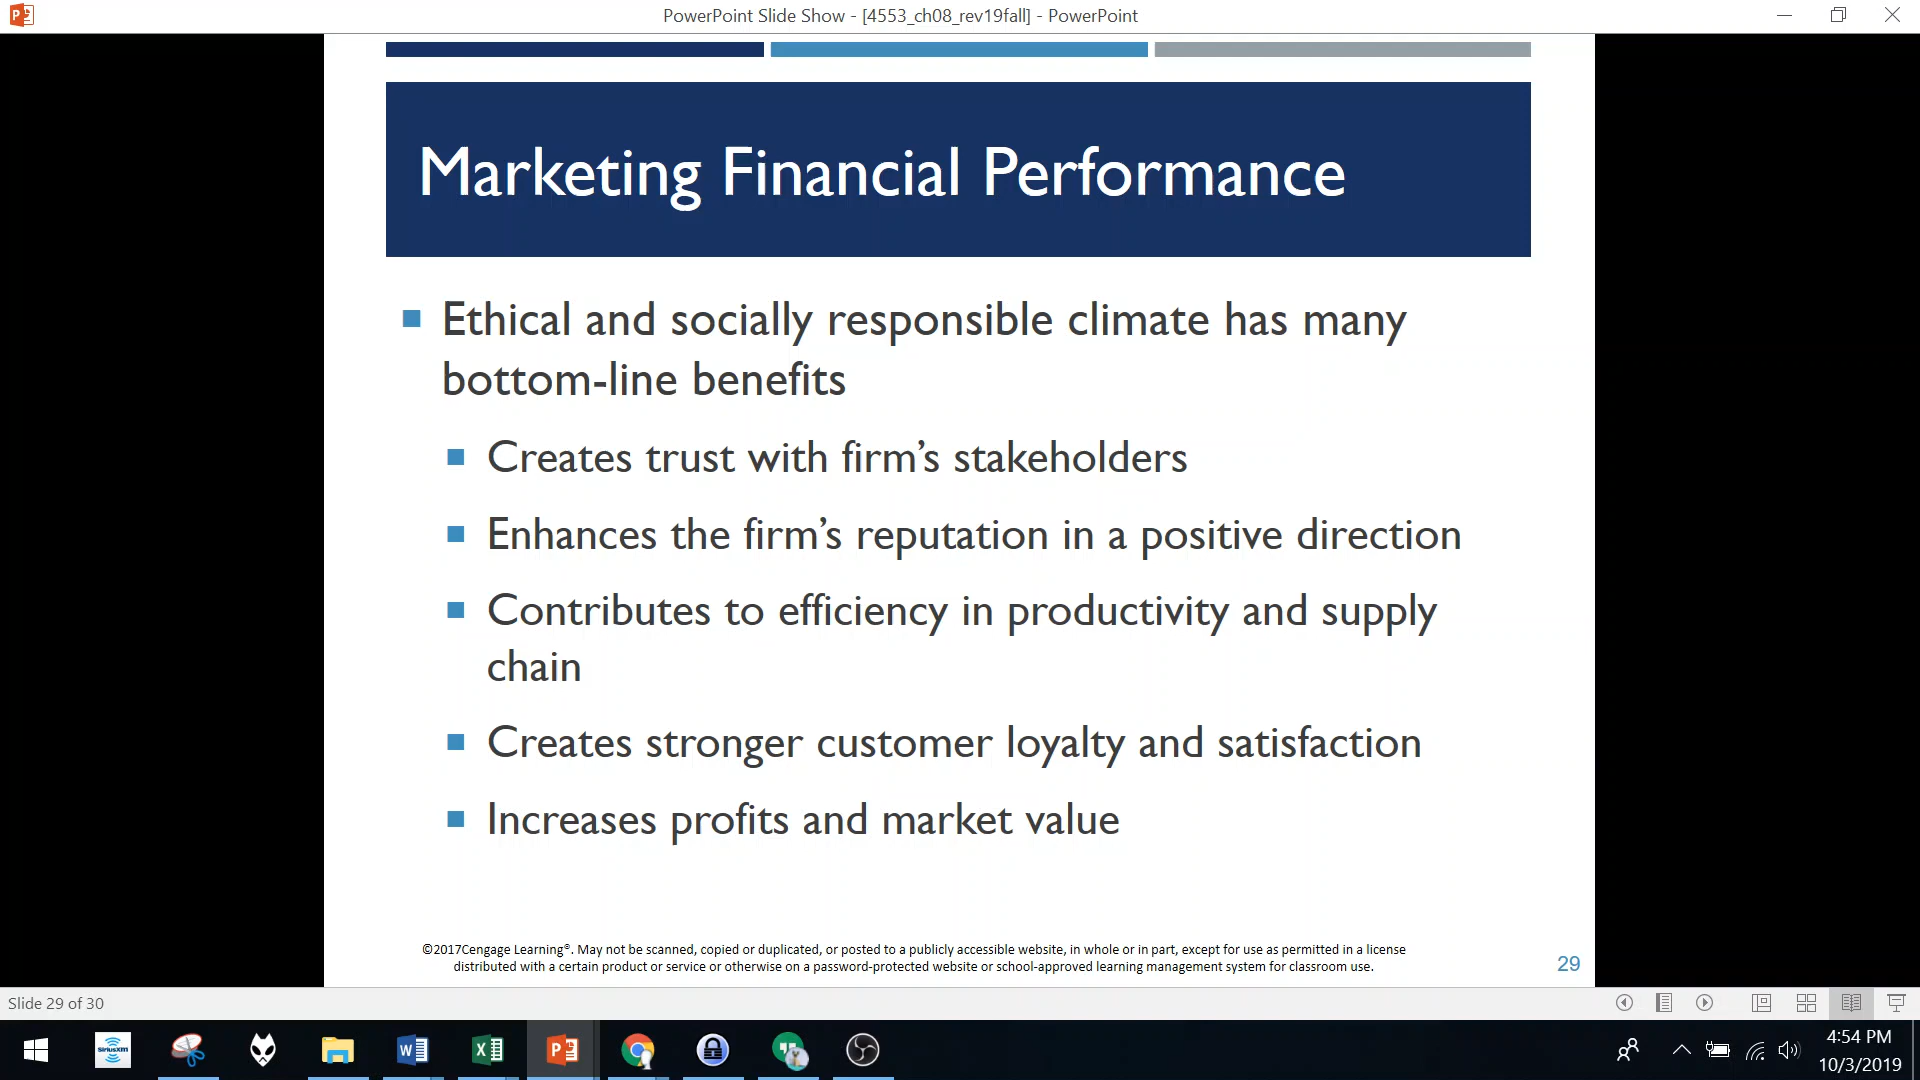 PowerPoint Slide Show - [4553_ch08_rev19fall] - PowerPoint
Marketing Financial Performance
Ethical and socially responsible climate has many
bottom-line benefits
Creates trust with firm’s stakeholders
Enhances the firm’s reputation in a positive direction
Contributes to efficiency in productivity and supply
chain
Creates stronger customer loyalty and satisfaction
Increases profits and market value
©2017Cengage Learning®. May not be scanned, copied or duplicated, or posted to a publicly accessible website, in whole or in part, except for use as permitted in a license
distributed with a certain product or service or otherwise on a password-protected website or school-approved learning management system for classroom use.
29
Slide 29 of 30
SiriusXM
4:54 PM
10/3/2019